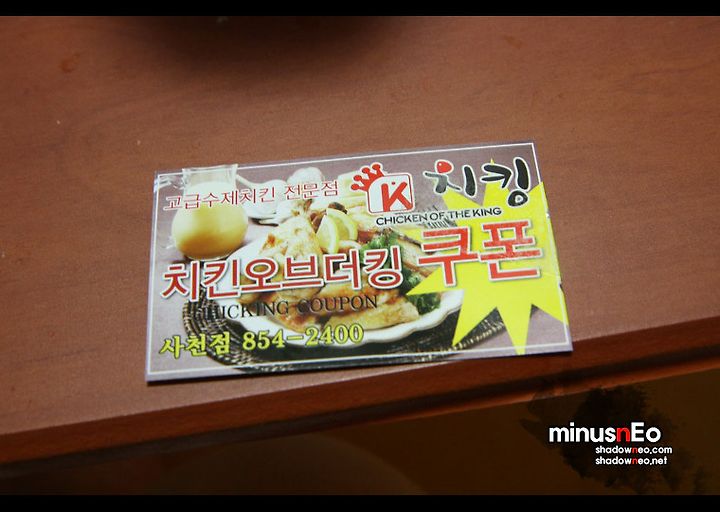 고급수제치킨 전문점
K
치킹
CHICKEN OF THE KING
치킨오브더킹 쿠폰
CHICKING COUPON
사천점 854-2400
minusnEo
shadowneo.com
shadowneo.net